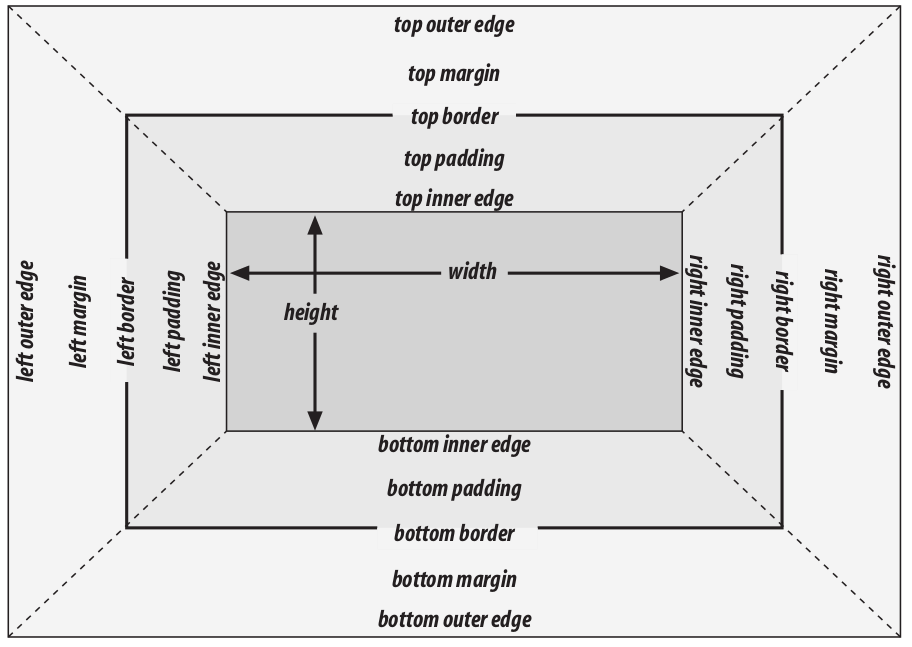 top outer edge
top margin
top border
top padding
top inner edge
left outer edge
left margin
left border
left padding
left inner edge
width
height
right inner edge
right padding
right border
right margin
right outer edge
bottom inner edge
bottom padding
bottom border
bottom margin
bottom outer edge